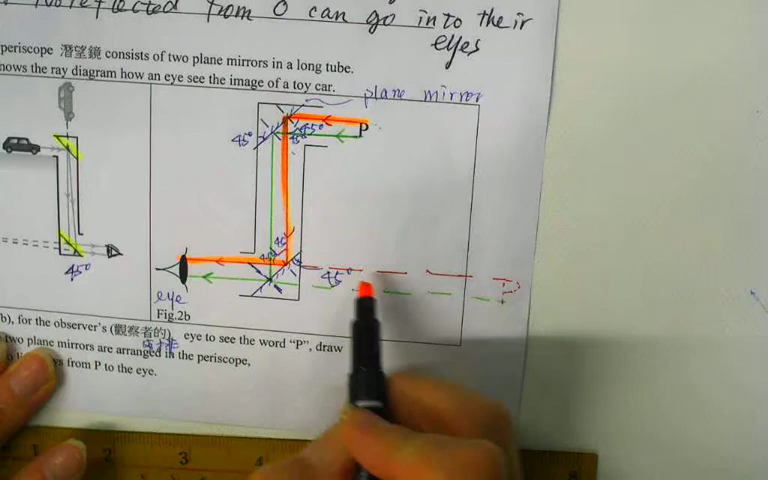 reflected from O can go into their
eyes
periscope 潛望鏡 consists of two plane mirrors in a long tube.
hows the ray diagram how an eye see the image of a toy car.
plane mirror
45°
45°
45°
P
45°
45
45°
45°
P
eye
Fig.2b
b), for the observer's (觀察者的) eye to see the word “P”, draw
two plane mirrors are arranged in the periscope,
ys from P to the eye.
1 2 3 4 8